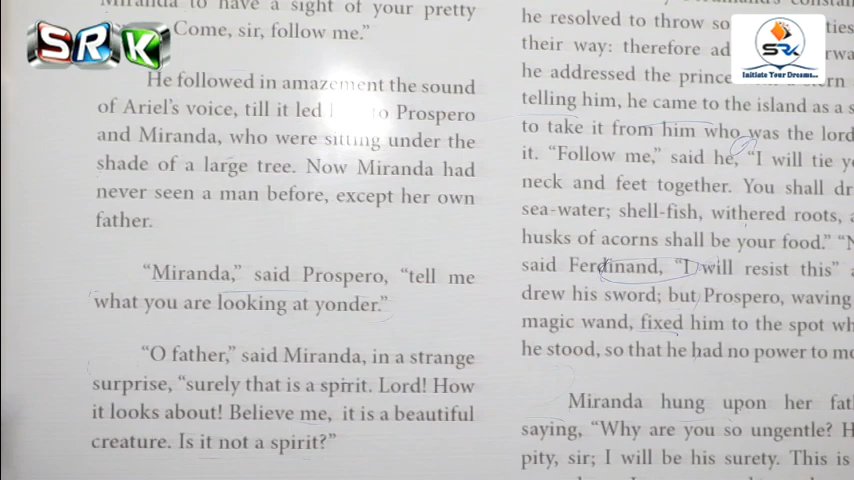 Miranda to have a sight of your pretty
Come, sir, follow me.”
He followed in amazement the sound
of Ariel’s voice, till it led to Prospero
and Miranda, who were sitting under the
shade of a large tree. Now Miranda had
never seen a man before, except her own
father.
“Miranda,” said Prospero, “tell me
what you are looking at yonder.”
“O father,” said Miranda, in a strange
surprise, “surely that is a spirit. Lord! How
it looks about! Believe me, it is a beautiful
creature. Is it not a spirit?”
he resolved to throw so
their way: therefore
he addressed the prince
telling him, he came to the island as a
to take it from him who was the lord
it. “Follow me,” said he, “I will tie
neck and feet together. You shall
sea-water; shell-fish, withered roots,
husks of acorns shall be your food.”
said Ferdinand, “I will resist this”
drew his sword; but Prospero, waving
magic wand, fixed him to the spot
he stood, so that he had no power to
Miranda hung upon her
saying, “Why are you so ungentle?
pity, sir; I will be his surety. This is
SRK
SRK
Initiate Your Dreams...